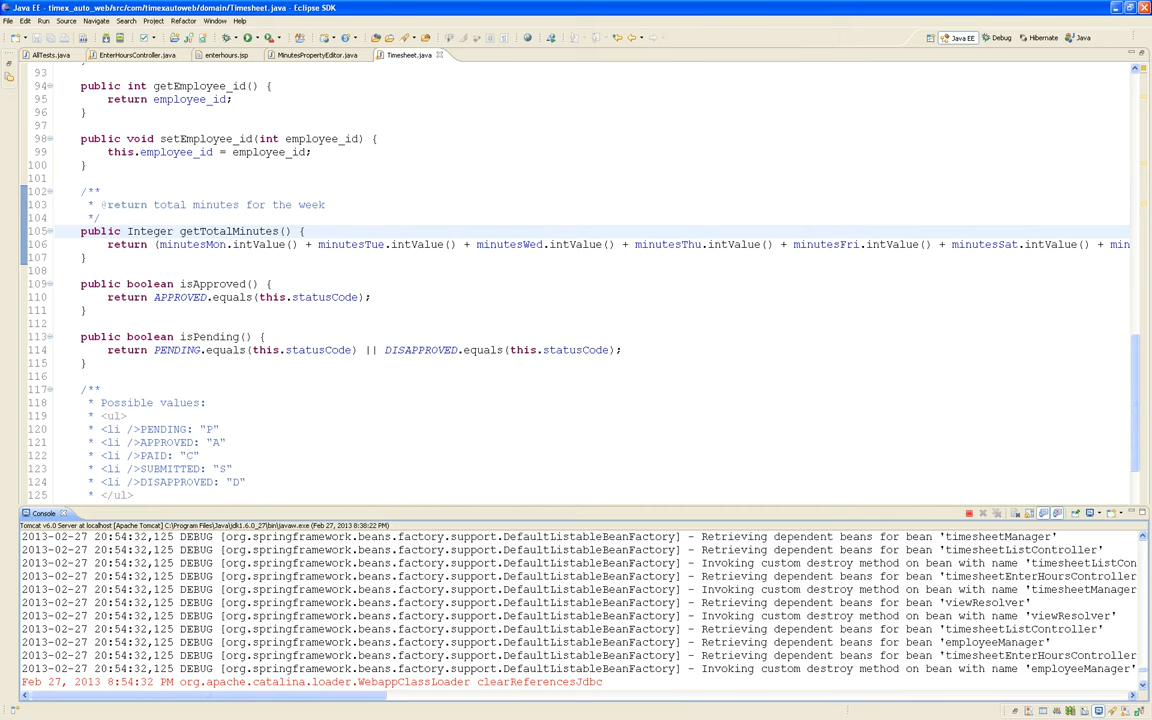 Java EE - timex_auto_web/src/com/timexautoweb/domain/Timesheet.java - Eclipse SDK
File Edit Run Source Navigate Search Project Refactor Window Help
Java EE Debug Hibernate Java
AllTests.java EnterHoursController.java enterhours.jsp MinutesPropertyEditor.java Timesheet.java
93
94 public int getEmployee_id() {
95 return employee_id;
96 }
97
98 public void setEmployee_id(int employee_id) {
99 this.employee_id = employee_id;
100 }
101
102 /**
103 * @return total minutes for the week
104 */
105 public Integer getTotalMinutes() {
106 return (minutesMon.intValue() + minutesTue.intValue() + minutesWed.intValue() + minutesThu.intValue() + minutesFri.intValue() + minutesSat.intValue() + min
107 }
108
109 public boolean isApproved() {
110 return APPROVED.equals(this.statusCode);
111 }
112
113 public boolean isPending() {
114 return PENDING.equals(this.statusCode) || DISAPPROVED.equals(this.statusCode);
115 }
116
117 /**
118 * Possible values:
119 * <ul>
120 * <li />PENDING: "P"
121 * <li />APPROVED: "A"
122 * <li />PAID: "C"
123 * <li />SUBMITTED: "S"
124 * <li />DISAPPROVED: "D"
125 * </ul>
Console
Tomcat v6.0 Server at localhost [Apache Tomcat] C:\Program Files\Java\jdk1.6.0_27\bin\javaw.exe (Feb 27, 2013 8:38:22 PM)
2013-02-27 20:54:32,125 DEBUG [org.springframework.beans.factory.support.DefaultListableBeanFactory] - Retrieving dependent beans for bean 'timesheetManager'
2013-02-27 20:54:32,125 DEBUG [org.springframework.beans.factory.support.DefaultListableBeanFactory] - Retrieving dependent beans for bean 'timesheetListController'
2013-02-27 20:54:32,125 DEBUG [org.springframework.beans.factory.support.DefaultListableBeanFactory] - Invoking custom destroy method on bean with name 'timesheetListCon
2013-02-27 20:54:32,125 DEBUG [org.springframework.beans.factory.support.DefaultListableBeanFactory] - Retrieving dependent beans for bean 'timesheetEnterHoursController
2013-02-27 20:54:32,125 DEBUG [org.springframework.beans.factory.support.DefaultListableBeanFactory] - Invoking custom destroy method on bean with name 'timesheetManager
2013-02-27 20:54:32,125 DEBUG [org.springframework.beans.factory.support.DefaultListableBeanFactory] - Retrieving dependent beans for bean 'viewResolver'
2013-02-27 20:54:32,125 DEBUG [org.springframework.beans.factory.support.DefaultListableBeanFactory] - Invoking custom destroy method on bean with name 'viewResolver'
2013-02-27 20:54:32,125 DEBUG [org.springframework.beans.factory.support.DefaultListableBeanFactory] - Retrieving dependent beans for bean 'timesheetListController'
2013-02-27 20:54:32,125 DEBUG [org.springframework.beans.factory.support.DefaultListableBeanFactory] - Retrieving dependent beans for bean 'employeeManager'
2013-02-27 20:54:32,125 DEBUG [org.springframework.beans.factory.support.DefaultListableBeanFactory] - Retrieving dependent beans for bean 'timesheetEnterHoursController
2013-02-27 20:54:32,125 DEBUG [org.springframework.beans.factory.support.DefaultListableBeanFactory] - Invoking custom destroy method on bean with name 'employeeManager'
Feb 27, 2013 8:54:32 PM org.apache.catalina.loader.WebappClassLoader clearReferencesJdbc